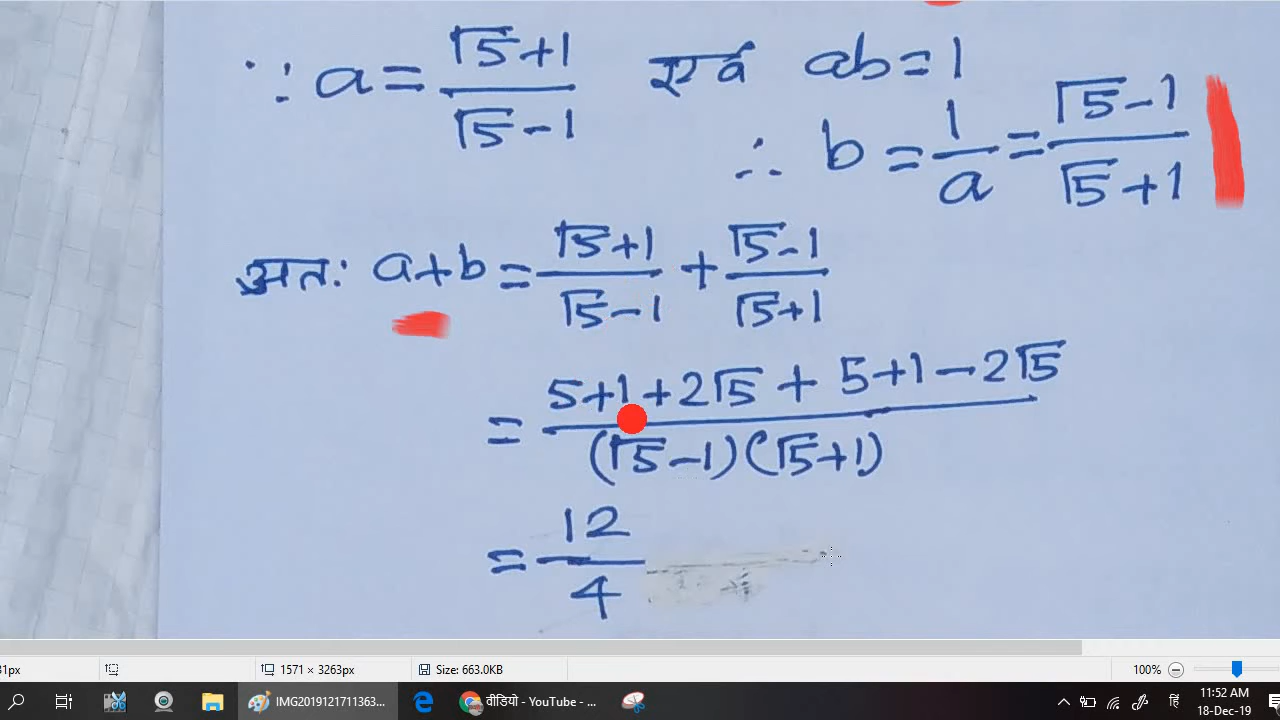 ∵ a = √5+1 / √5-1 एवं ab = 1
∴ b = 1/a = √5-1 / √5+1
अतः a+b = √5+1 / √5-1 + √5-1 / √5+1
= 5+1+2√5 + 5+1-2√5 / (√5-1)(√5+1)
= 12/4
31px 1571 × 3263px Size: 663.0KB 100%
IMG2019121711363... वीडियो - YouTube - ... हिं 11:52 AM
18-Dec-19